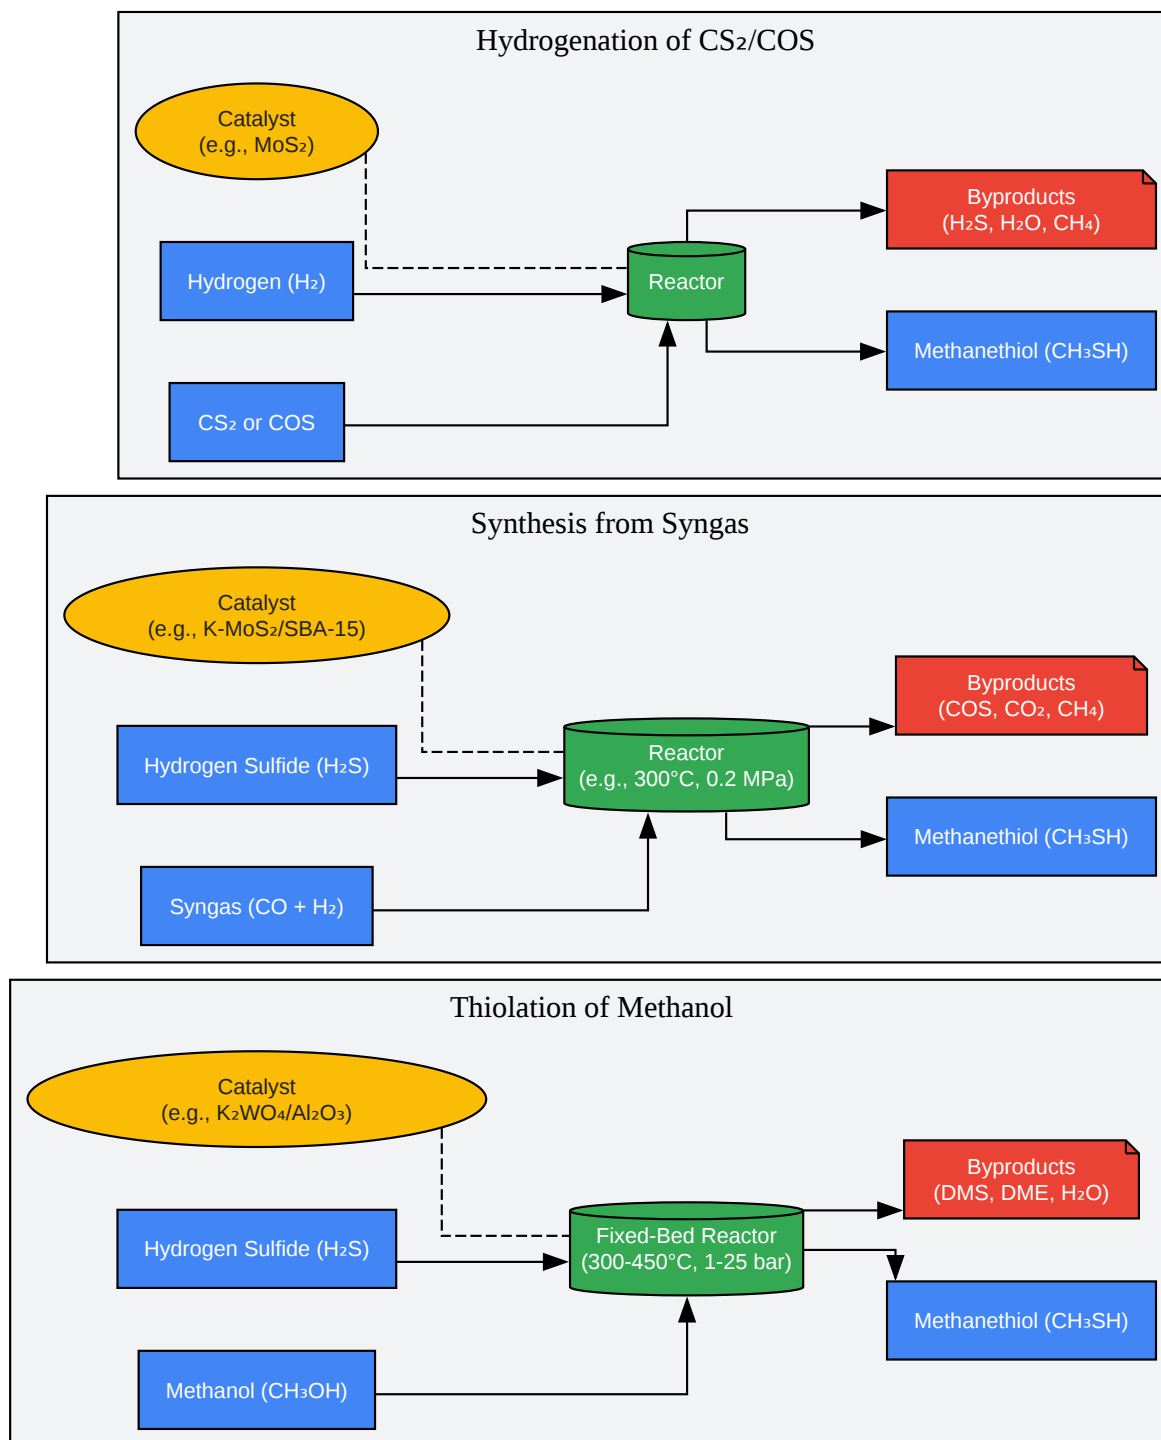 Hydrogenation of CS₂/COS
Catalyst
(e.g., MoS₂)
Byproducts
(H₂S, H₂O, CH₄)
Hydrogen (H₂)
Reactor
Methanethiol (CH₃SH)
CS₂ or COS
Synthesis from Syngas
Catalyst
(e.g., K-MoS₂/SBA-15)
Byproducts
(COS, CO₂, CH₄)
Hydrogen Sulfide (H₂S)
Reactor
(e.g., 300°C, 0.2 MPa)
Methanethiol (CH₃SH)
Syngas (CO + H₂)
Thiolation of Methanol
Catalyst
(e.g., K₂WO₄/Al₂O₃)
Byproducts
(DMS, DME, H₂O)
Hydrogen Sulfide (H₂S)
Fixed-Bed Reactor
(300-450°C, 1-25 bar)
Methanethiol (CH₃SH)
Methanol (CH₃OH)